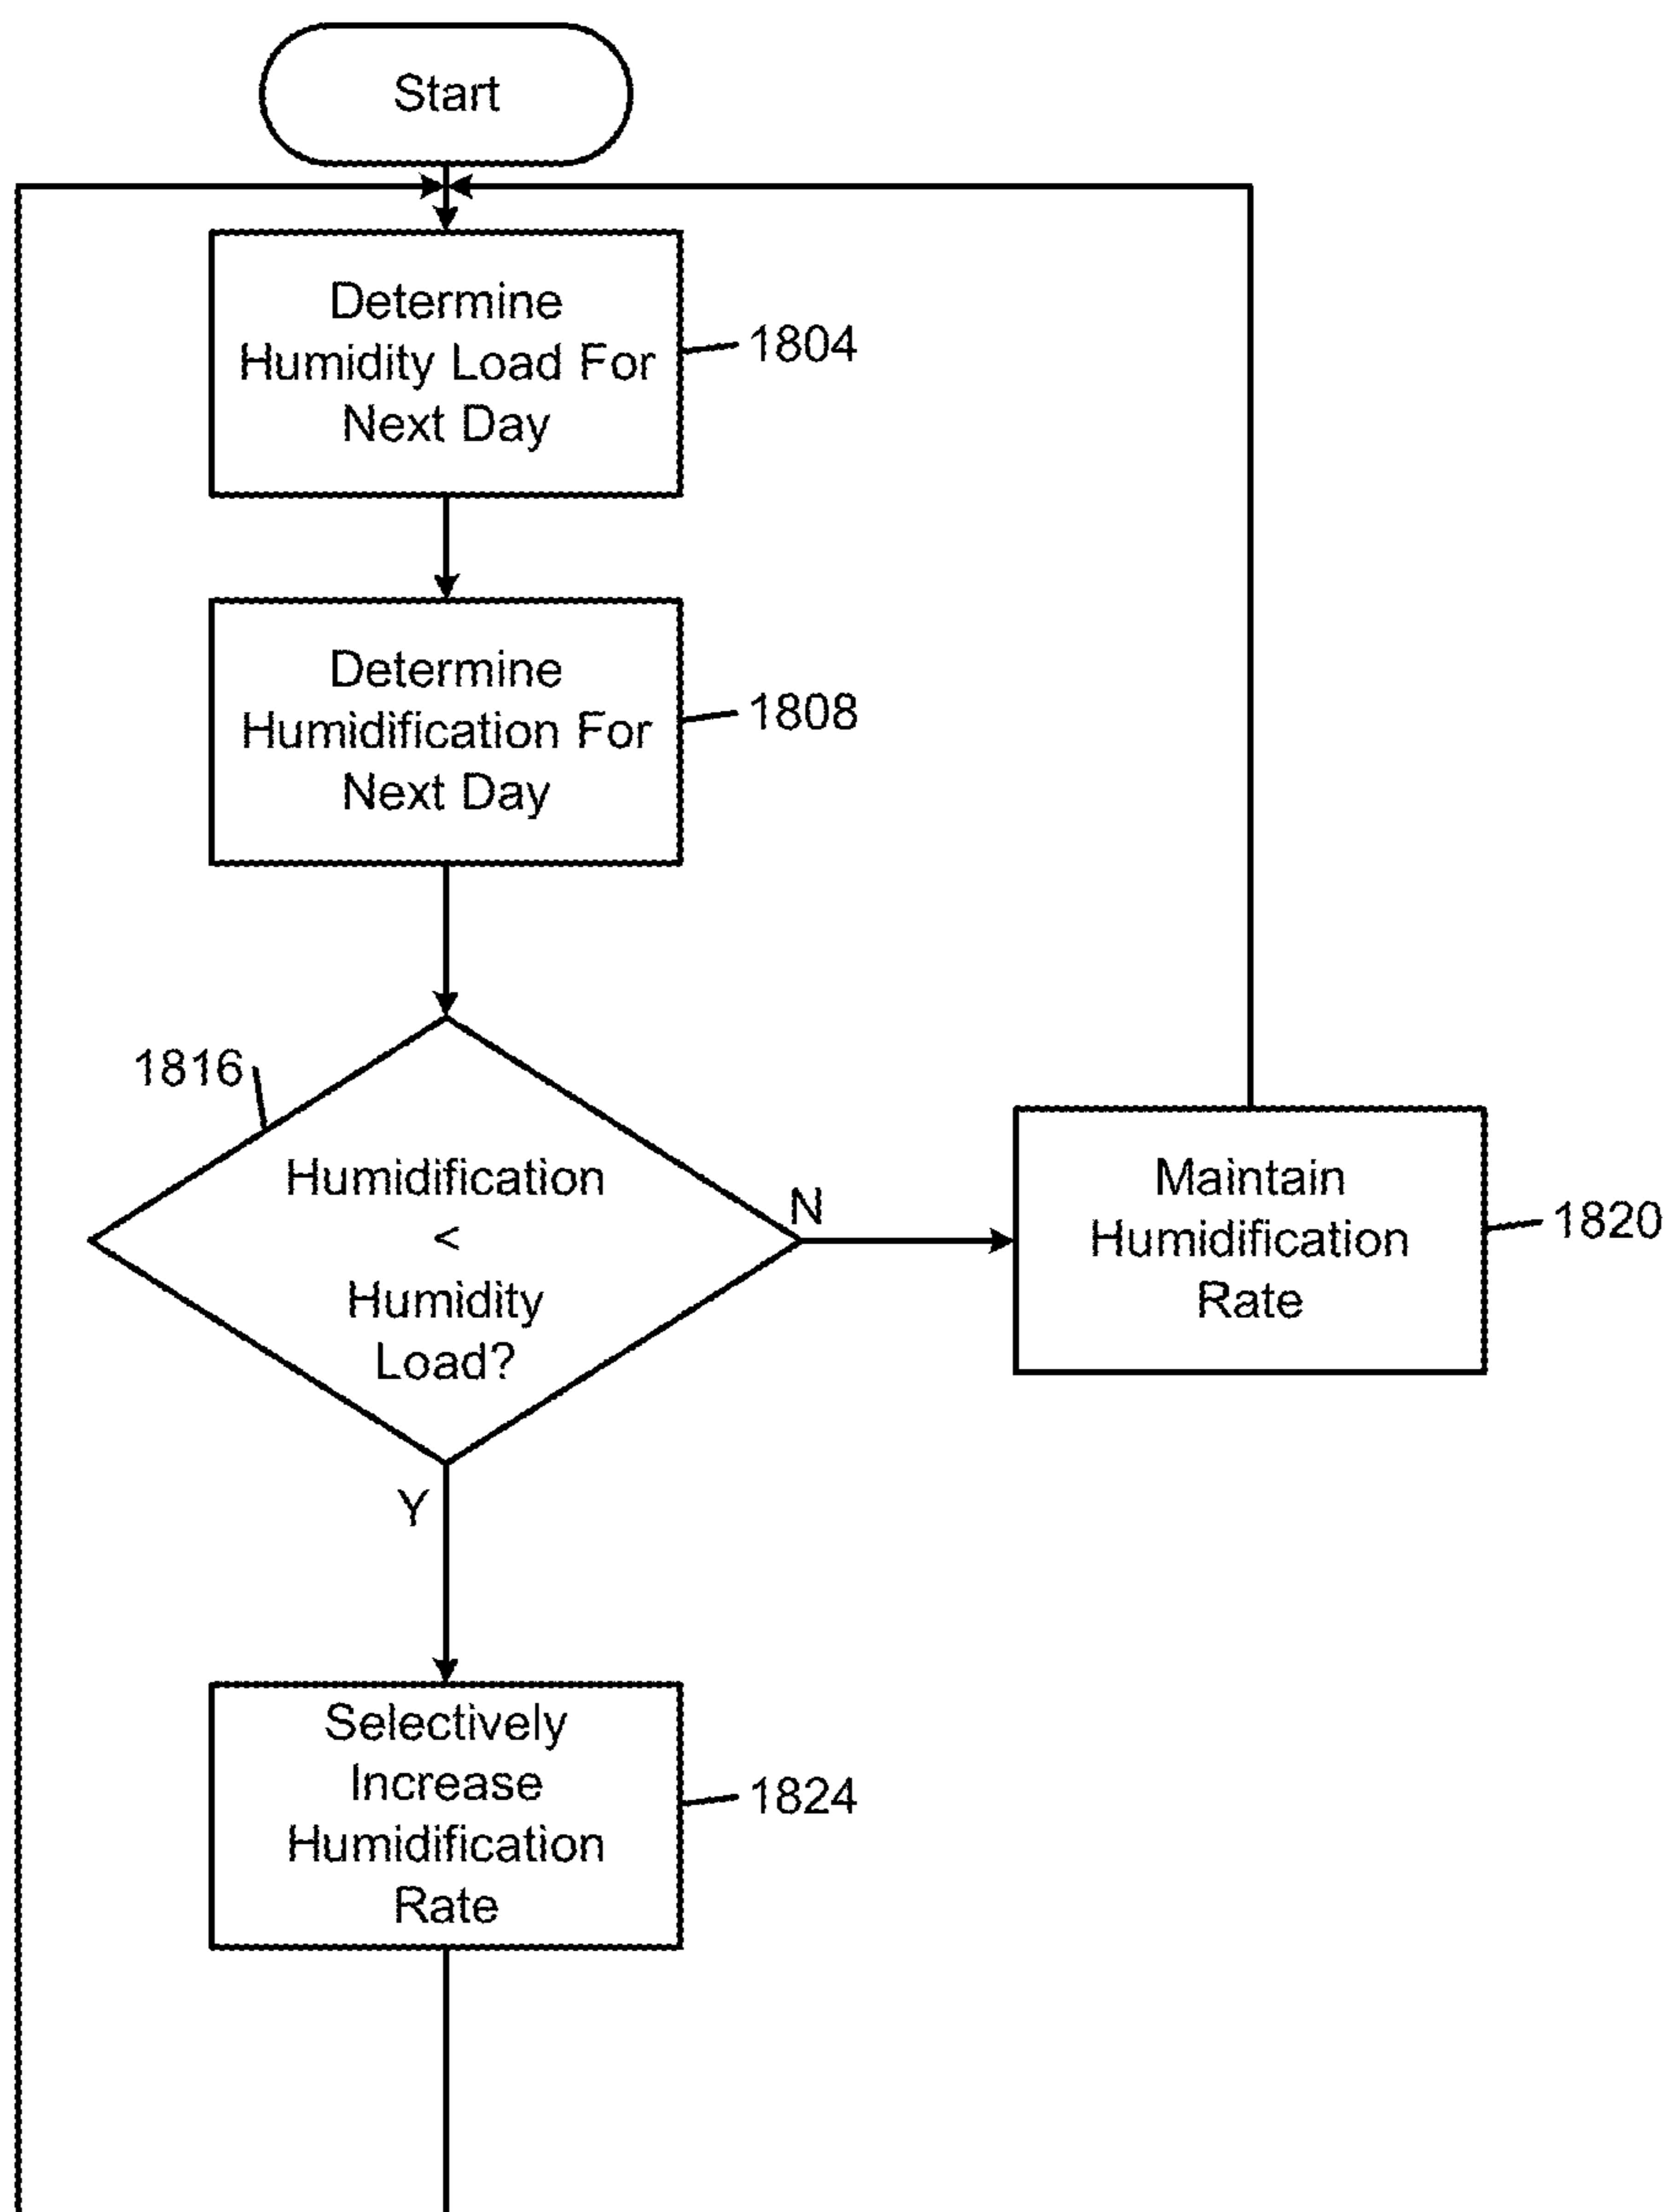 Start
Determine
Humidity Load For
Next Day
1804
Determine
Humidification For
Next Day
1808
1816
Humidification
<
Humidity
Load?
N
Maintain
Humidification
Rate
1820
Y
Selectively
Increase
Humidification
Rate
1824